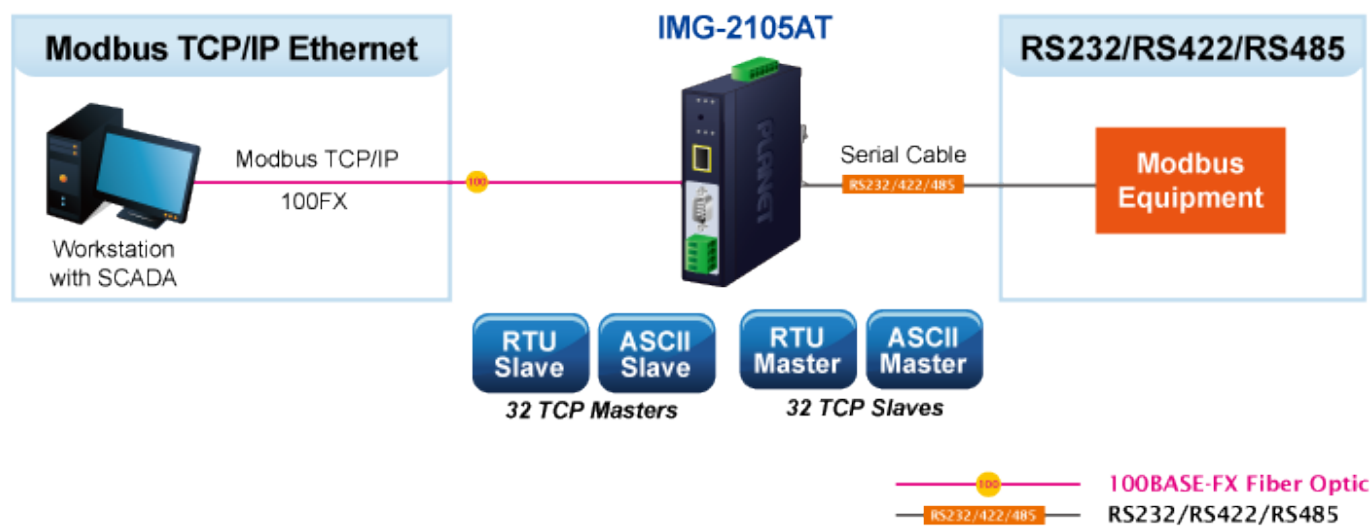 IMG-2105AT
Modbus TCP/IP Ethernet
RS232/RS422/RS485
Modbus TCP/IP
100FX
100
Workstation
with SCADA
PLANET
Serial Cable
RS232/422/485
Modbus
Equipment
RTU
Slave
ASCII
Slave
32 TCP Masters
RTU
Master
ASCII
Master
32 TCP Slaves
100
100BASE-FX Fiber Optic
RS232/422/485
RS232/RS422/RS485